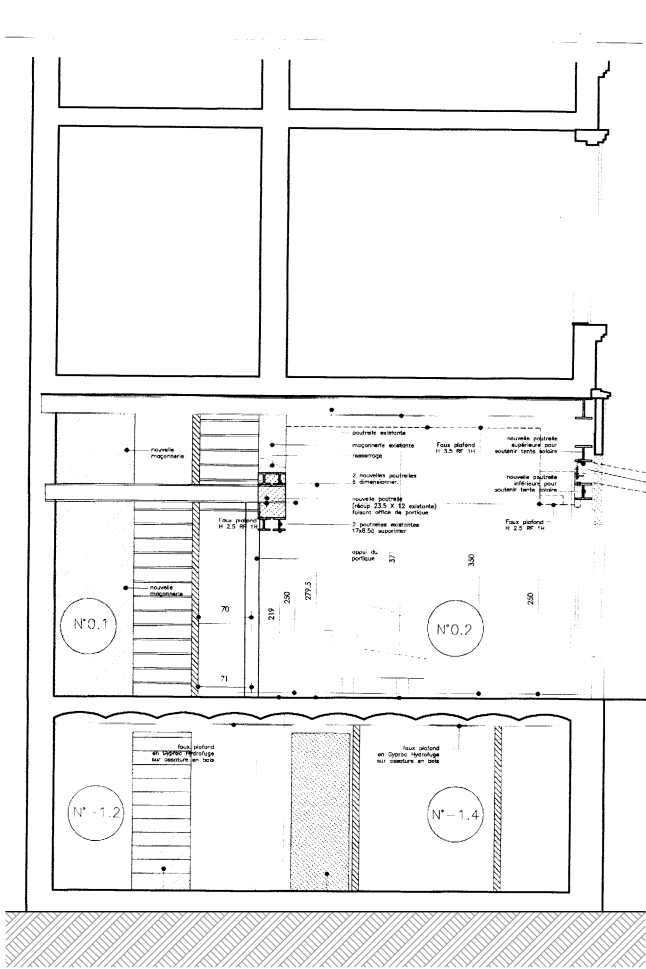 poutrelle existante
maçonnerie existante
resserrage
nouvelle
maçonnerie
Faux plafond
H 3.5 RF 1H
nouvelle poutrelle
supérieure pour
soutenir tente solaire
2 nouvelles poutrelles
à dimensionner.
nouvelle poutrelle
inférieure pour
soutenir tente solaire
nouvelle poutrelle
(récup 23.5 X 12 existante)
faisant office de portique
Faux plafond
H 2.5 RF 1H
2 poutrelles existantes
17x8.50 supprimer
Faux plafond
H 2.5 RF 1H
appui du
portique
371
350
nouvelle
maçonnerie
70
219
250
279.5
250
N°0.1
N°0.2
71
faux plafond
en Gyproc Hydrofuge
sur ossature en bois
faux plafond
en Gyproc Hydrofuge
sur ossature en bois
N°-1.2
N°-1.4